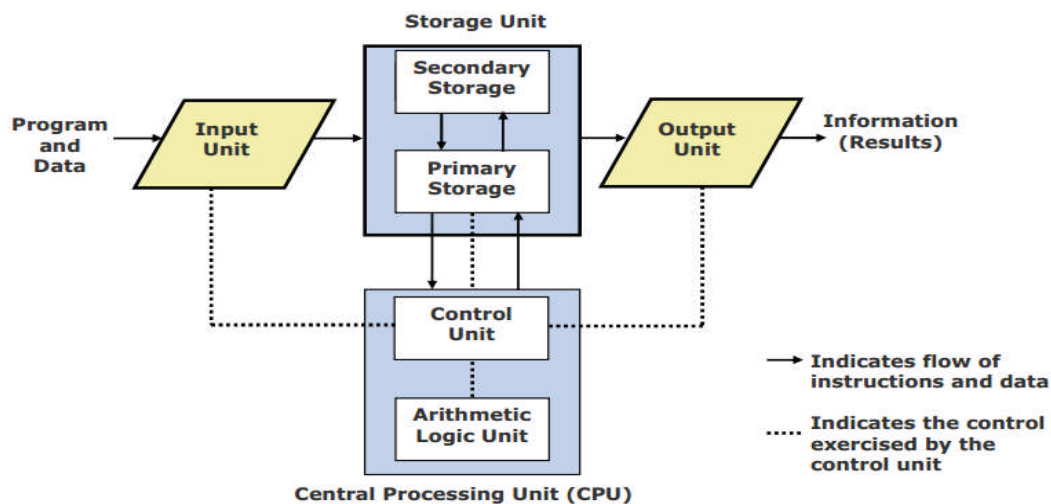 Storage Unit
Secondary
Storage
Program
and
Data
Input
Unit
Primary
Storage
Output
Unit
Information
(Results)
Control
Unit
Arithmetic
Logic Unit
Indicates flow of
instructions and data
Indicates the control
exercised by the
control unit
Central Processing Unit (CPU)